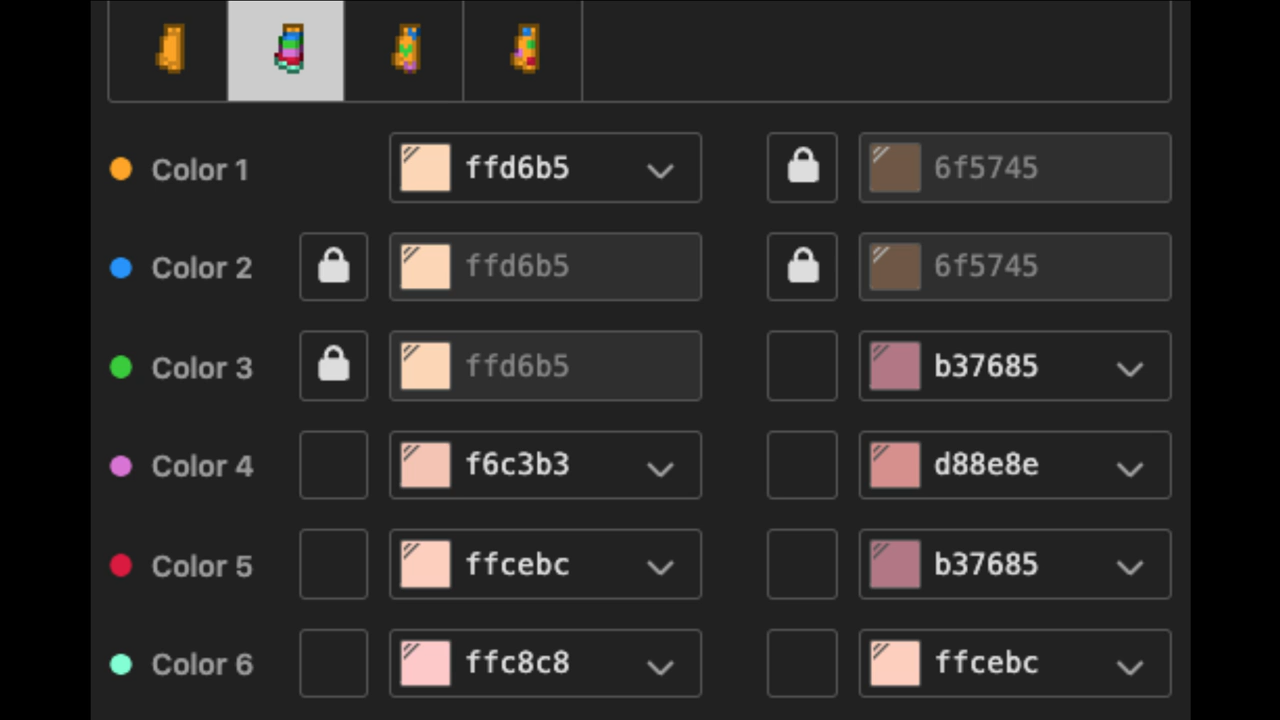 Color 1 ffd6b5 6f5745
Color 2 ffd6b5 6f5745
Color 3 ffd6b5 b37685
Color 4 f6c3b3 d88e8e
Color 5 ffcebc b37685
Color 6 ffc8c8 ffcebc